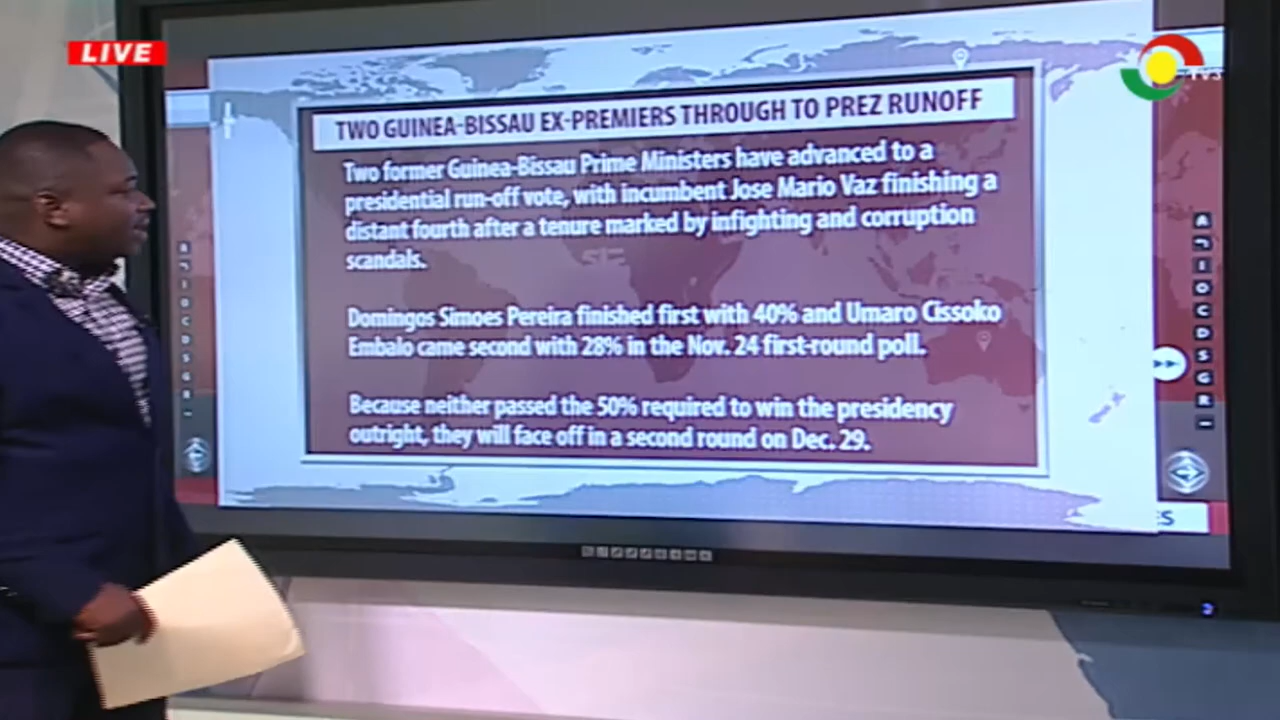 LIVE
TV3
TWO GUINEA-BISSAU EX-PREMIERS THROUGH TO PREZ RUNOFF
Two former Guinea-Bissau Prime Ministers have advanced to a
presidential run-off vote, with incumbent Jose Mario Vaz finishing a
distant fourth after a tenure marked by infighting and corruption
scandals.
Domingos Simoes Pereira finished first with 40% and Umaro Cissoko
Embalo came second with 28% in the Nov. 24 first-round poll.
Because neither passed the 50% required to win the presidency
outright, they will face off in a second round on Dec. 29.
ES